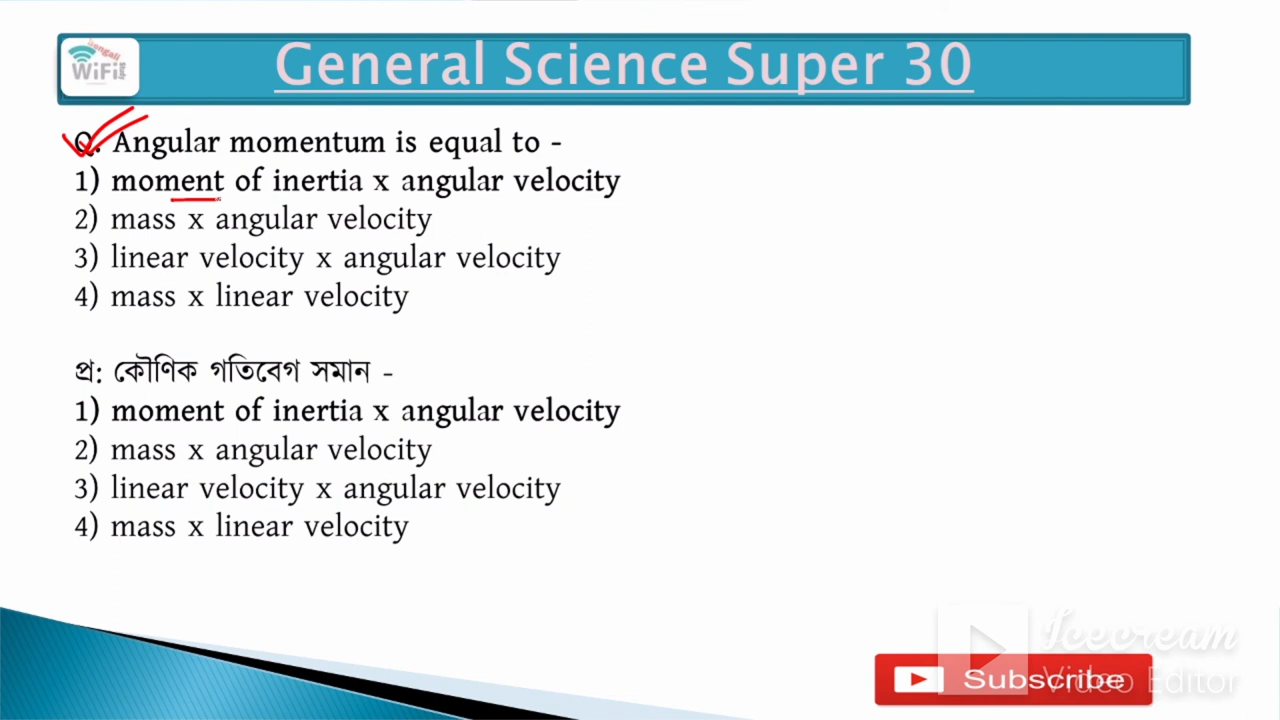 Bengali
WiFi
Study
General Science Super 30
Q. Angular momentum is equal to -
1) moment of inertia x angular velocity
2) mass x angular velocity
3) linear velocity x angular velocity
4) mass x linear velocity
প্র: কৌণিক গতিবেগ সমান -
1) moment of inertia x angular velocity
2) mass x angular velocity
3) linear velocity x angular velocity
4) mass x linear velocity
Icecream
Video Editor
Subscribe